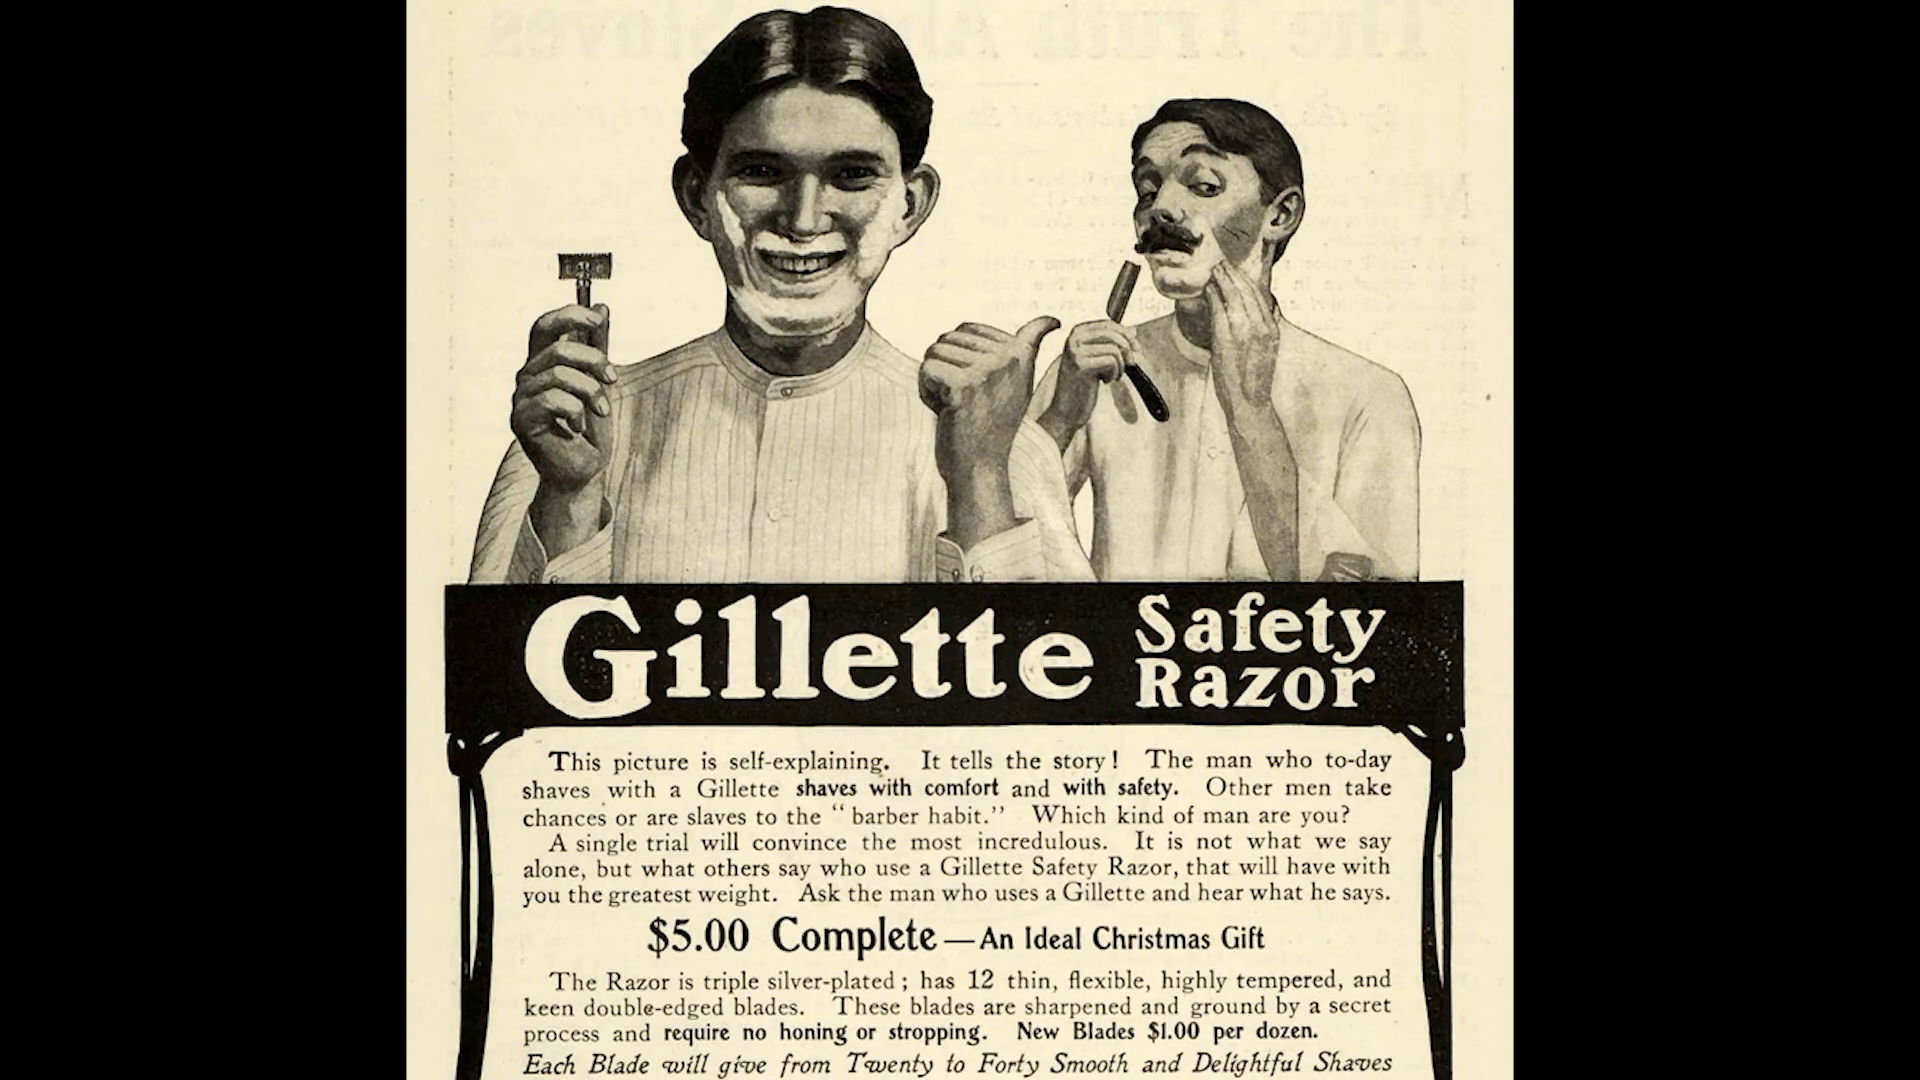 Gillette Safety
Razor
This picture is self-explaining. It tells the story! The man who to-day
shaves with a Gillette shaves with comfort and with safety. Other men take
chances or are slaves to the "barber habit." Which kind of man are you?
A single trial will convince the most incredulous. It is not what we say
alone, but what others say who use a Gillette Safety Razor, that will have with
you the greatest weight. Ask the man who uses a Gillette and hear what he says.
$5.00 Complete—An Ideal Christmas Gift
The Razor is triple silver-plated; has 12 thin, flexible, highly tempered, and
keen double-edged blades. These blades are sharpened and ground by a secret
process and require no honing or stropping. New Blades $1.00 per dozen.
Each Blade will give from Twenty to Forty Smooth and Delightful Shaves